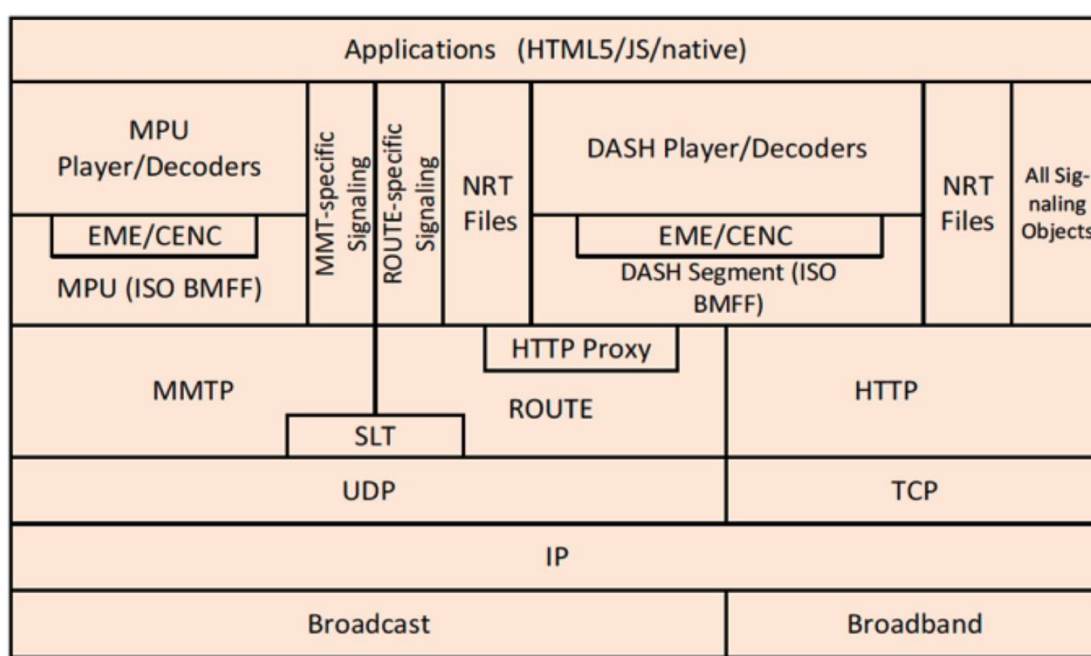 Applications (HTML5/JS/native)
MPU
Player/Decoders
EME/CENC
MPU (ISO BMFF)
MMT-specific
Signaling
ROUTE-specific
Signaling
NRT
Files
DASH Player/Decoders
EME/CENC
DASH Segment (ISO
BMFF)
NRT
Files
All Sig-
naling
Objects
MMTP
SLT
HTTP Proxy
ROUTE
HTTP
UDP
TCP
IP
Broadcast
Broadband